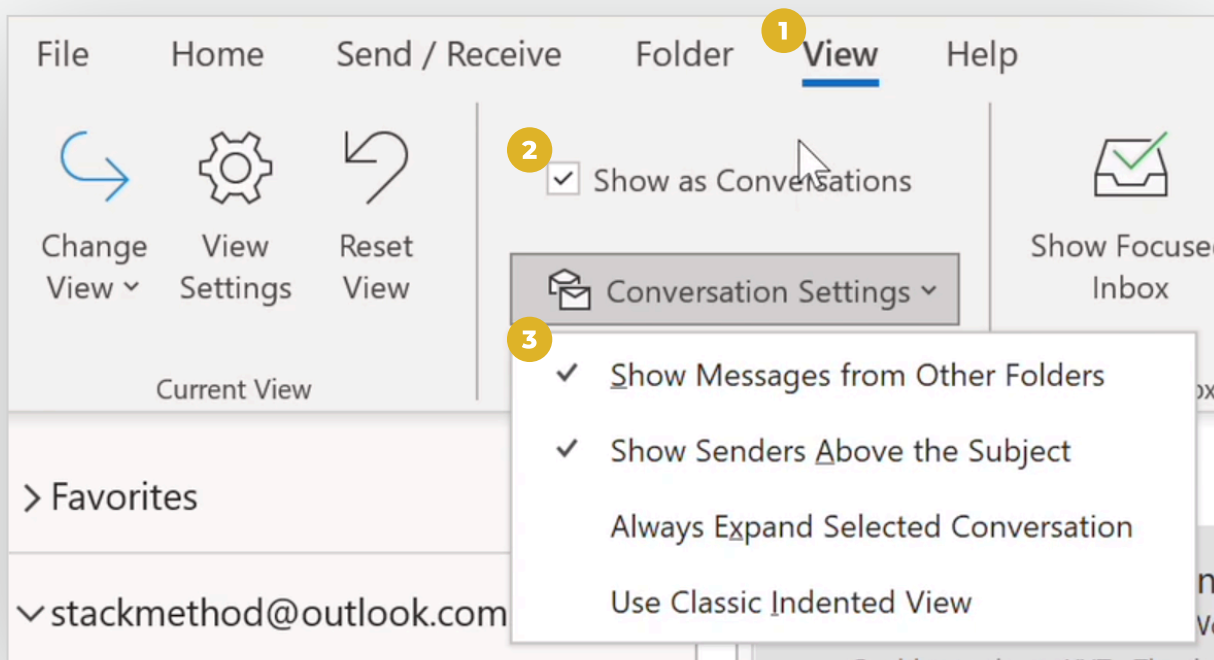 1
File Home Send / Receive Folder View Help
2
Show as Conversations
Change View
View Settings
Reset View
Show
Inbox
Conversation Settings
3
Show Messages from Other Folders
Current View
Show Senders Above the Subject
Favorites
Always Expand Selected Conversation
Use Classic Indented View
stackmethod@outlook.com